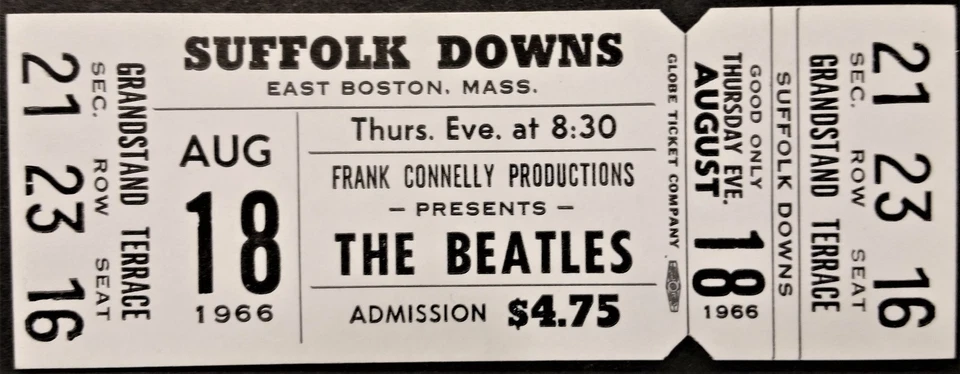 21 23 16
SEC. ROW SEAT
GRANDSTAND TERRACE
SUFFOLK DOWNS
EAST BOSTON, MASS.
AUG
18
1966
Thurs. Eve. at 8:30
FRANK CONNELLY PRODUCTIONS
— PRESENTS —
THE BEATLES
ADMISSION $4.75
GLOBE TICKET COMPANY
SUFFOLK DOWNS
GOOD ONLY
THURSDAY EVE.
AUGUST
18
1966
21 23 16
SEC. ROW SEAT
GRANDSTAND TERRACE